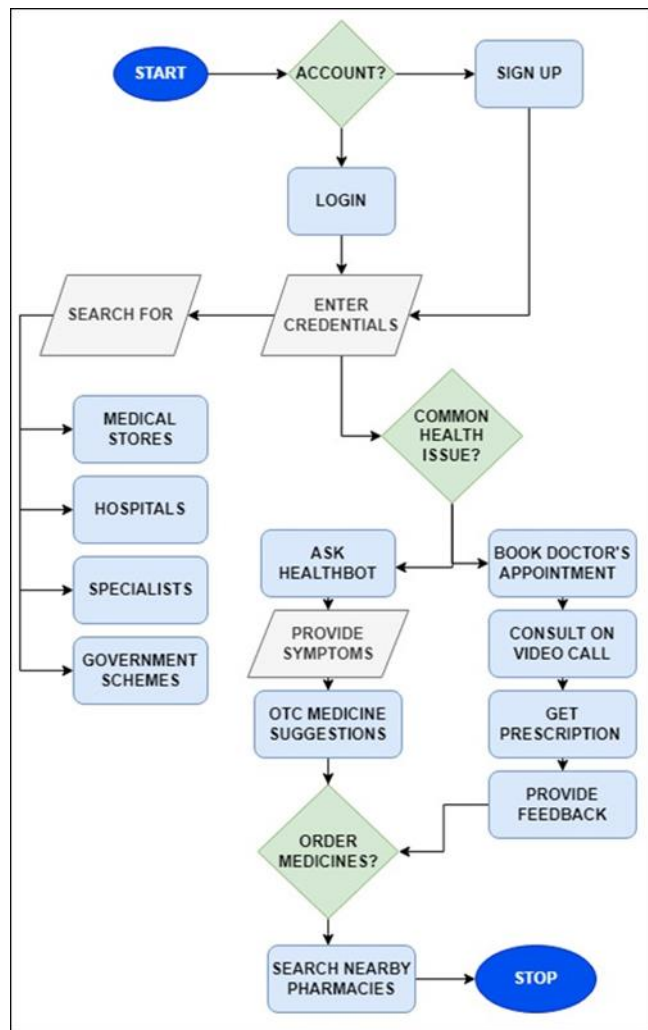 START
ACCOUNT?
SIGN UP
LOGIN
SEARCH FOR
ENTER
CREDENTIALS
MEDICAL
STORES
HOSPITALS
SPECIALISTS
GOVERNMENT
SCHEMES
COMMON
HEALTH
ISSUE?
ASK
HEALTHBOT
PROVIDE
SYMPTOMS
OTC MEDICINE
SUGGESTIONS
BOOK DOCTOR'S
APPOINTMENT
CONSULT ON
VIDEO CALL
GET
PRESCRIPTION
PROVIDE
FEEDBACK
ORDER
MEDICINES?
SEARCH NEARBY
PHARMACIES
STOP